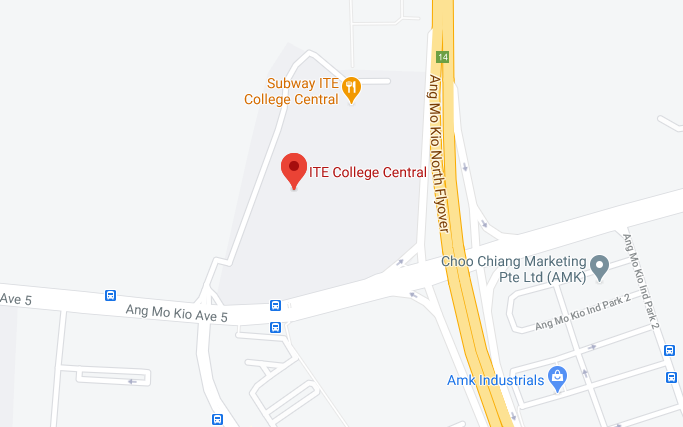 14
Subway ITE
College Central
Ang Mo Kio North Flyover
ITE College Central
Choo Chiang Marketing
Pte Ltd (AMK)
Ang Mo Kio Ind Park 2
Ang Mo Kio Ind Park 2
Ave 5
Ang Mo Kio Ave 5
Amk Industrials